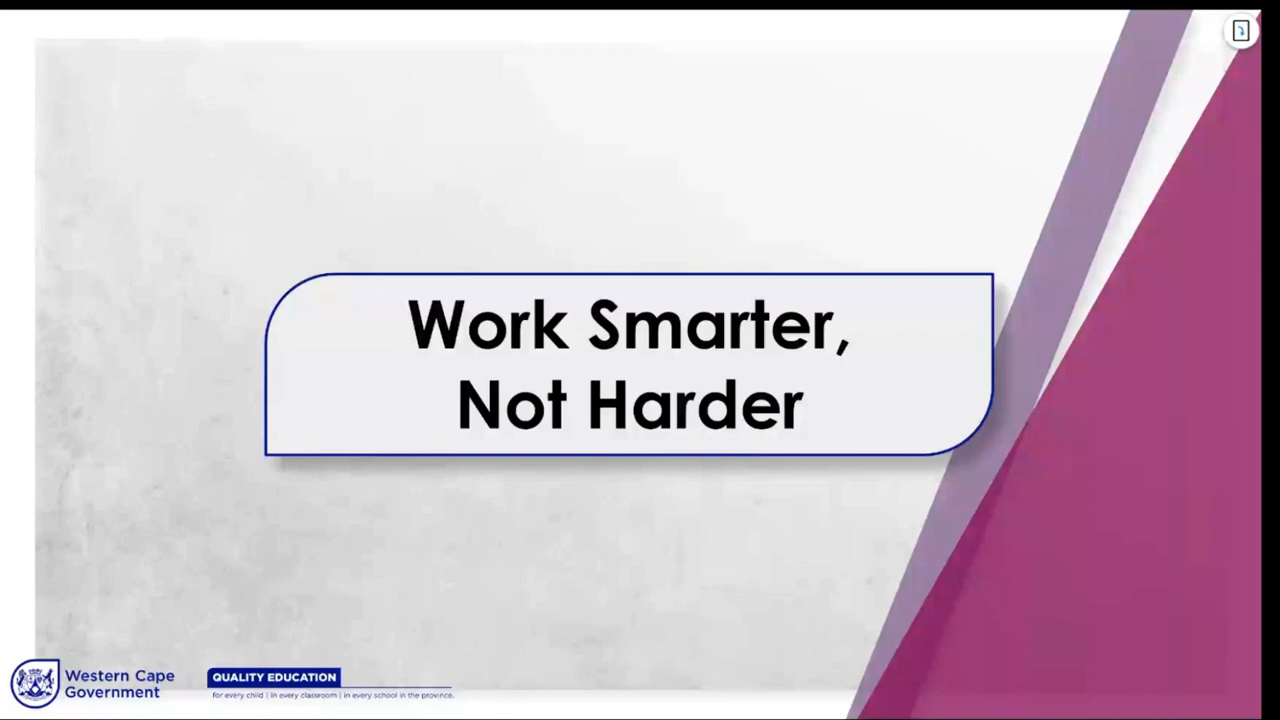 Work Smarter,
Not Harder
Western Cape
Government
QUALITY EDUCATION
for every child | in every classroom | in every school in the province.